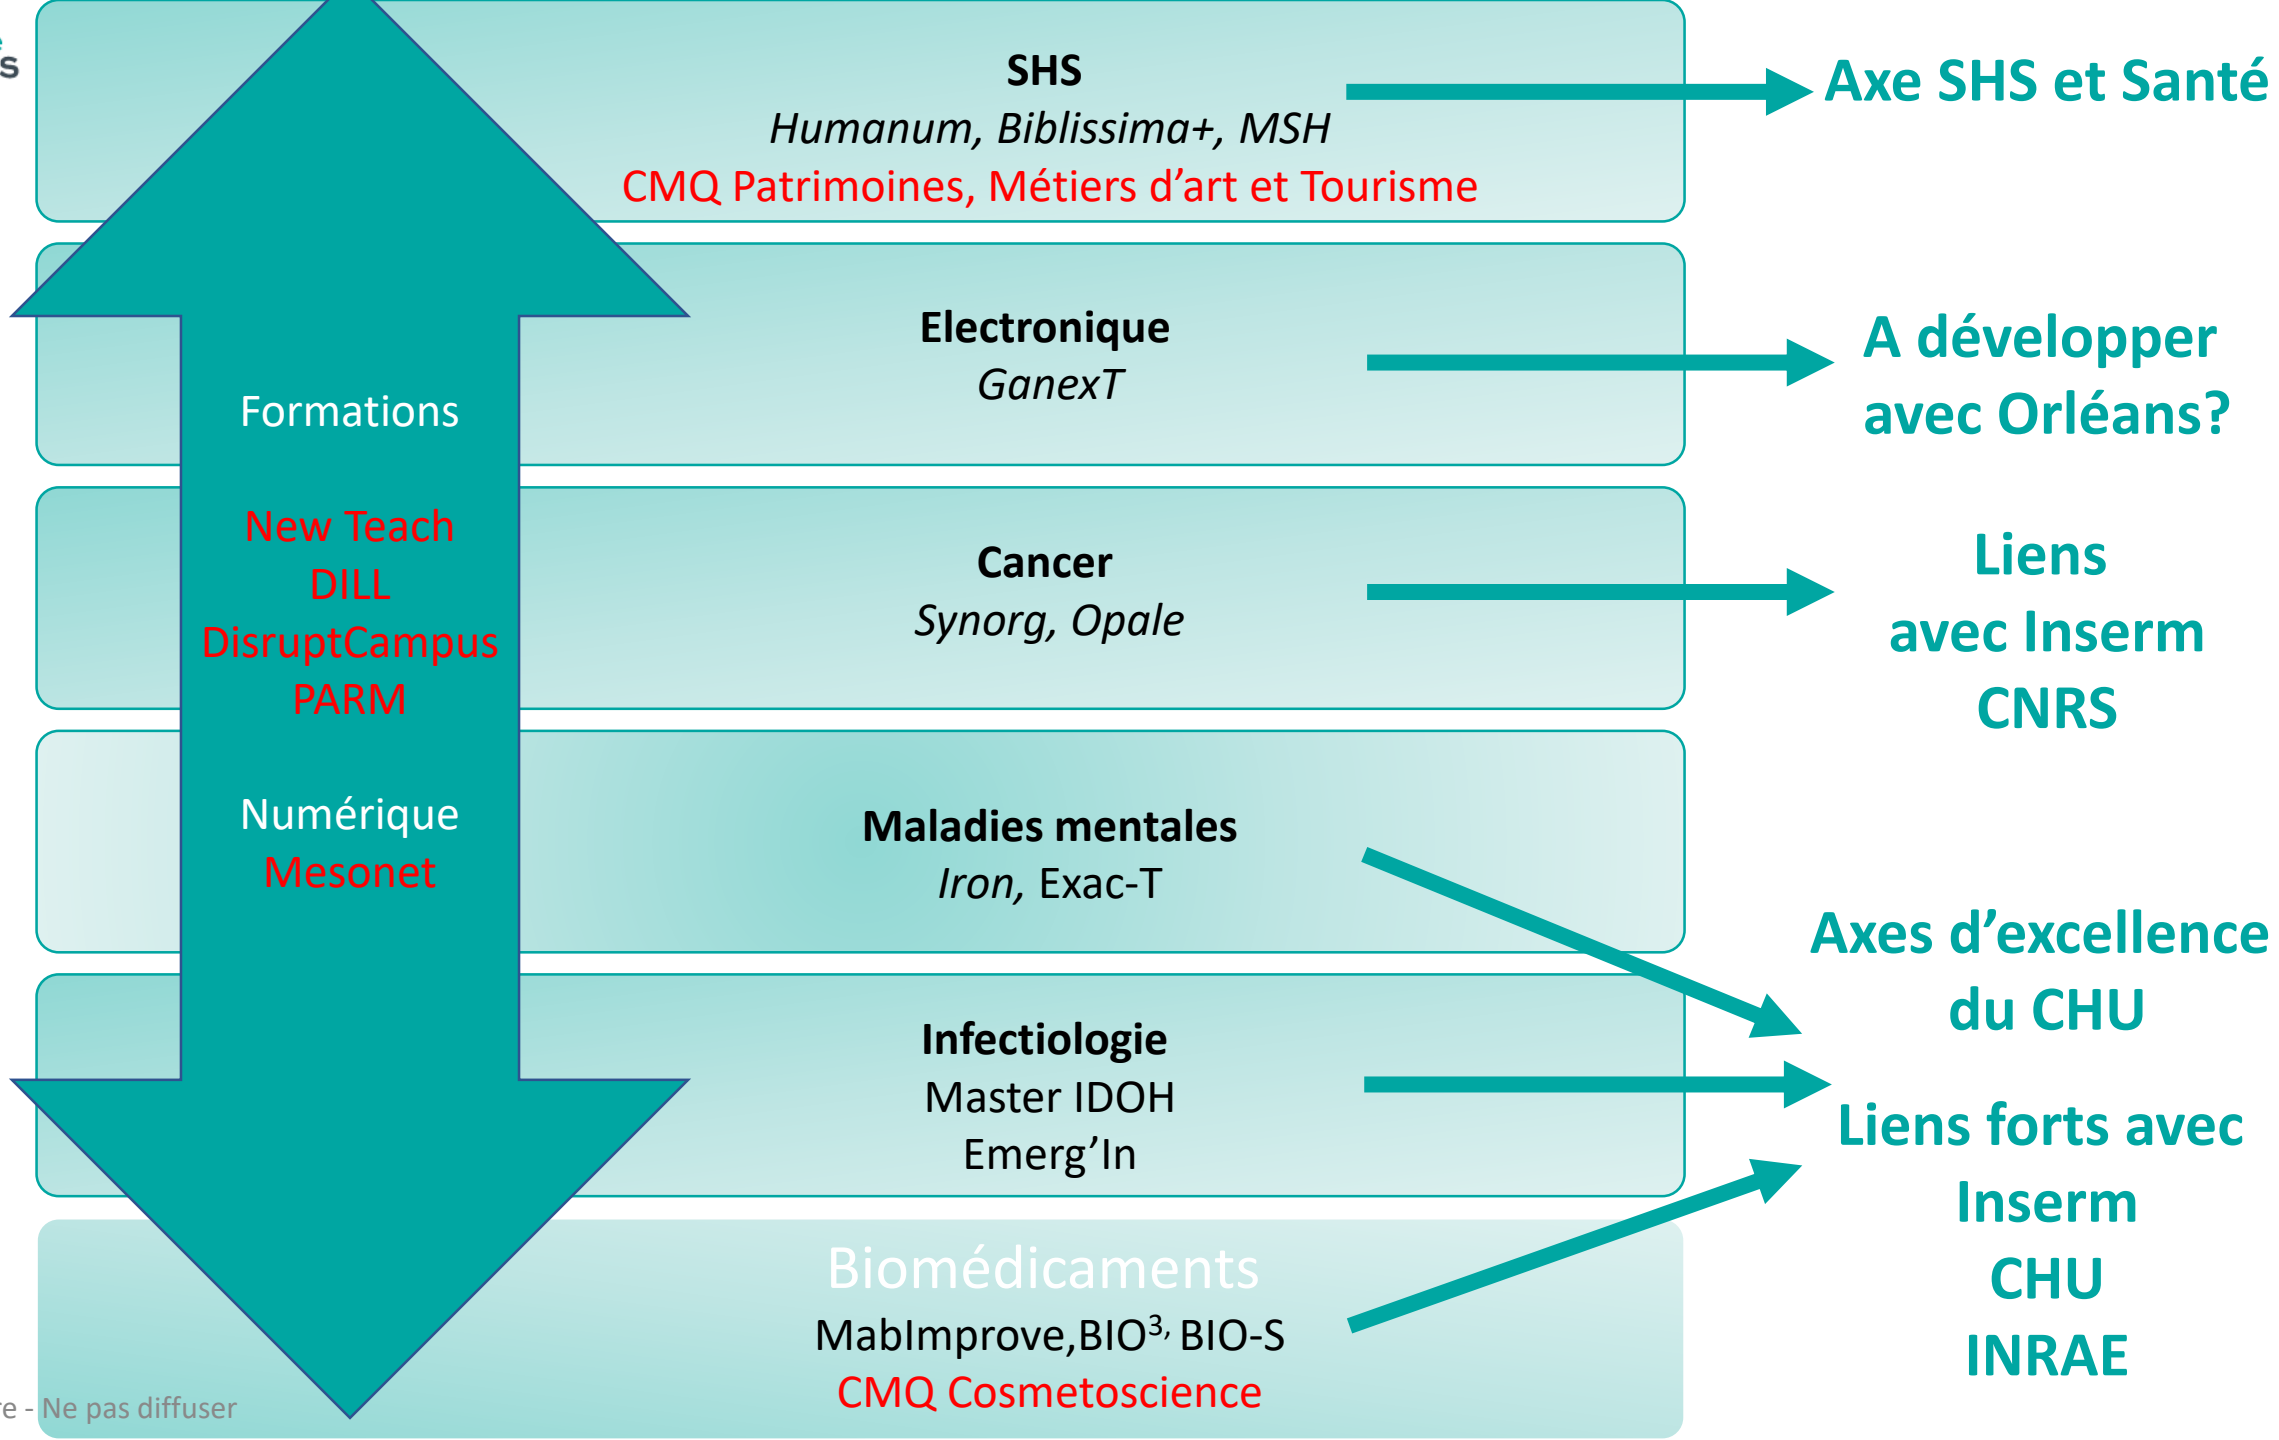 SHS
Humanum, Biblissima+, MSH
CMQ Patrimoines, Métiers d’art et Tourisme
Axe SHS et Santé
Electronique
GanexT
A développer
avec Orléans?
Formations
New Teach
DILL
DisruptCampus
PARM
Numérique
Mesonet
Cancer
Synorg, Opale
Liens
avec Inserm
CNRS
Maladies mentales
Iron, Exac-T
Axes d’excellence
du CHU
Infectiologie
Master IDOH
Emerg’In
Liens forts avec
Inserm
CHU
INRAE
Biomédicaments
MabImprove,BIO³, BIO-S
CMQ Cosmetoscience
- Ne pas diffuser